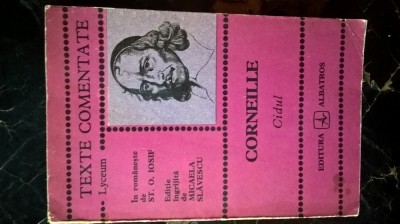 TEXTE COMENTATE
Lyceum
În românește
de
ST. O. IOSIF
Ediție
îngrijită
de
MICAELA
SLĂVESCU
CORNEILLE
Cidul
EDITURA
ALBATROS